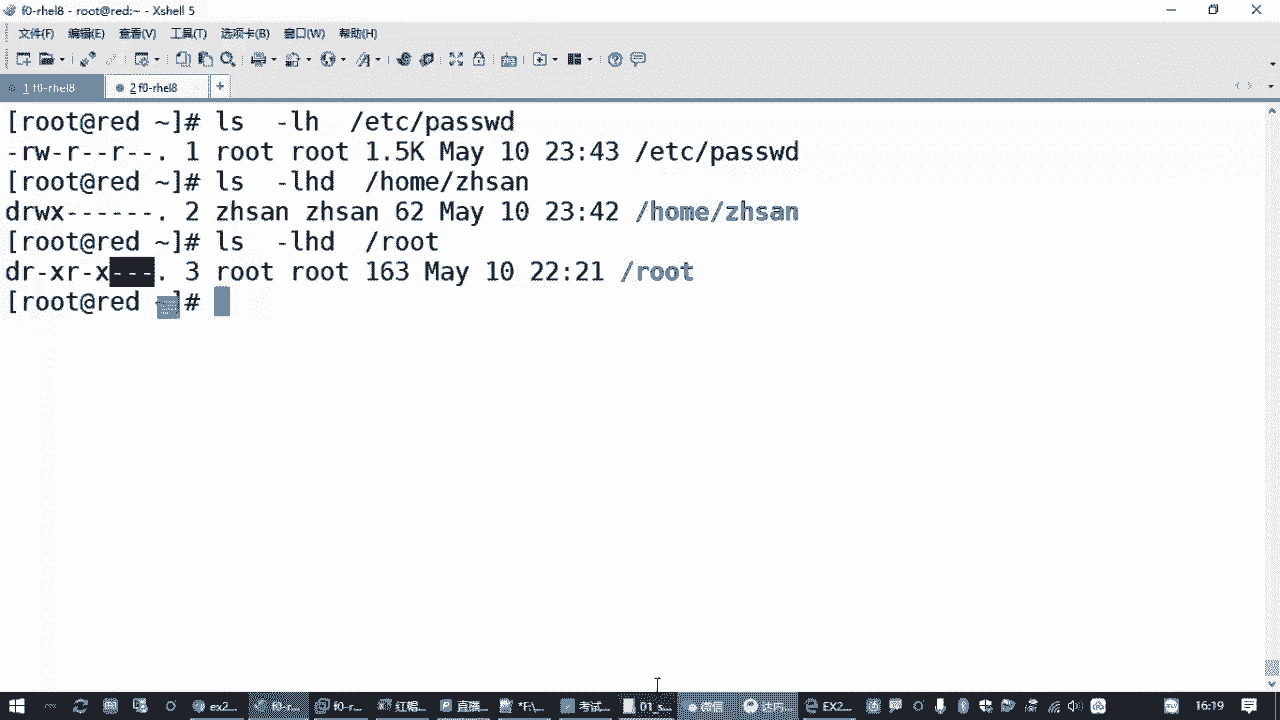 f0-rhel8 - root@red:~ - Xshell 5
文件(F) 编辑(E) 查看(V) 工具(T) 选项卡(B) 窗口(W) 帮助(H)
1 f0-rhel8 2 f0-rhel8 +
[root@red ~]# ls -lh /etc/passwd
-rw-r--r--. 1 root root 1.5K May 10 23:43 /etc/passwd
[root@red ~]# ls -lhd /home/zhsan
drwx------. 2 zhsan zhsan 62 May 10 23:42 /home/zhsan
[root@red ~]# ls -lhd /root
dr-xr-x---. 3 root root 163 May 10 22:21 /root
[root@red ~]#
ex2... f0-r... f0-r... 红帽... 直播... *F:\... 考试... 01_s... 微信 达内... EX2... 16:19